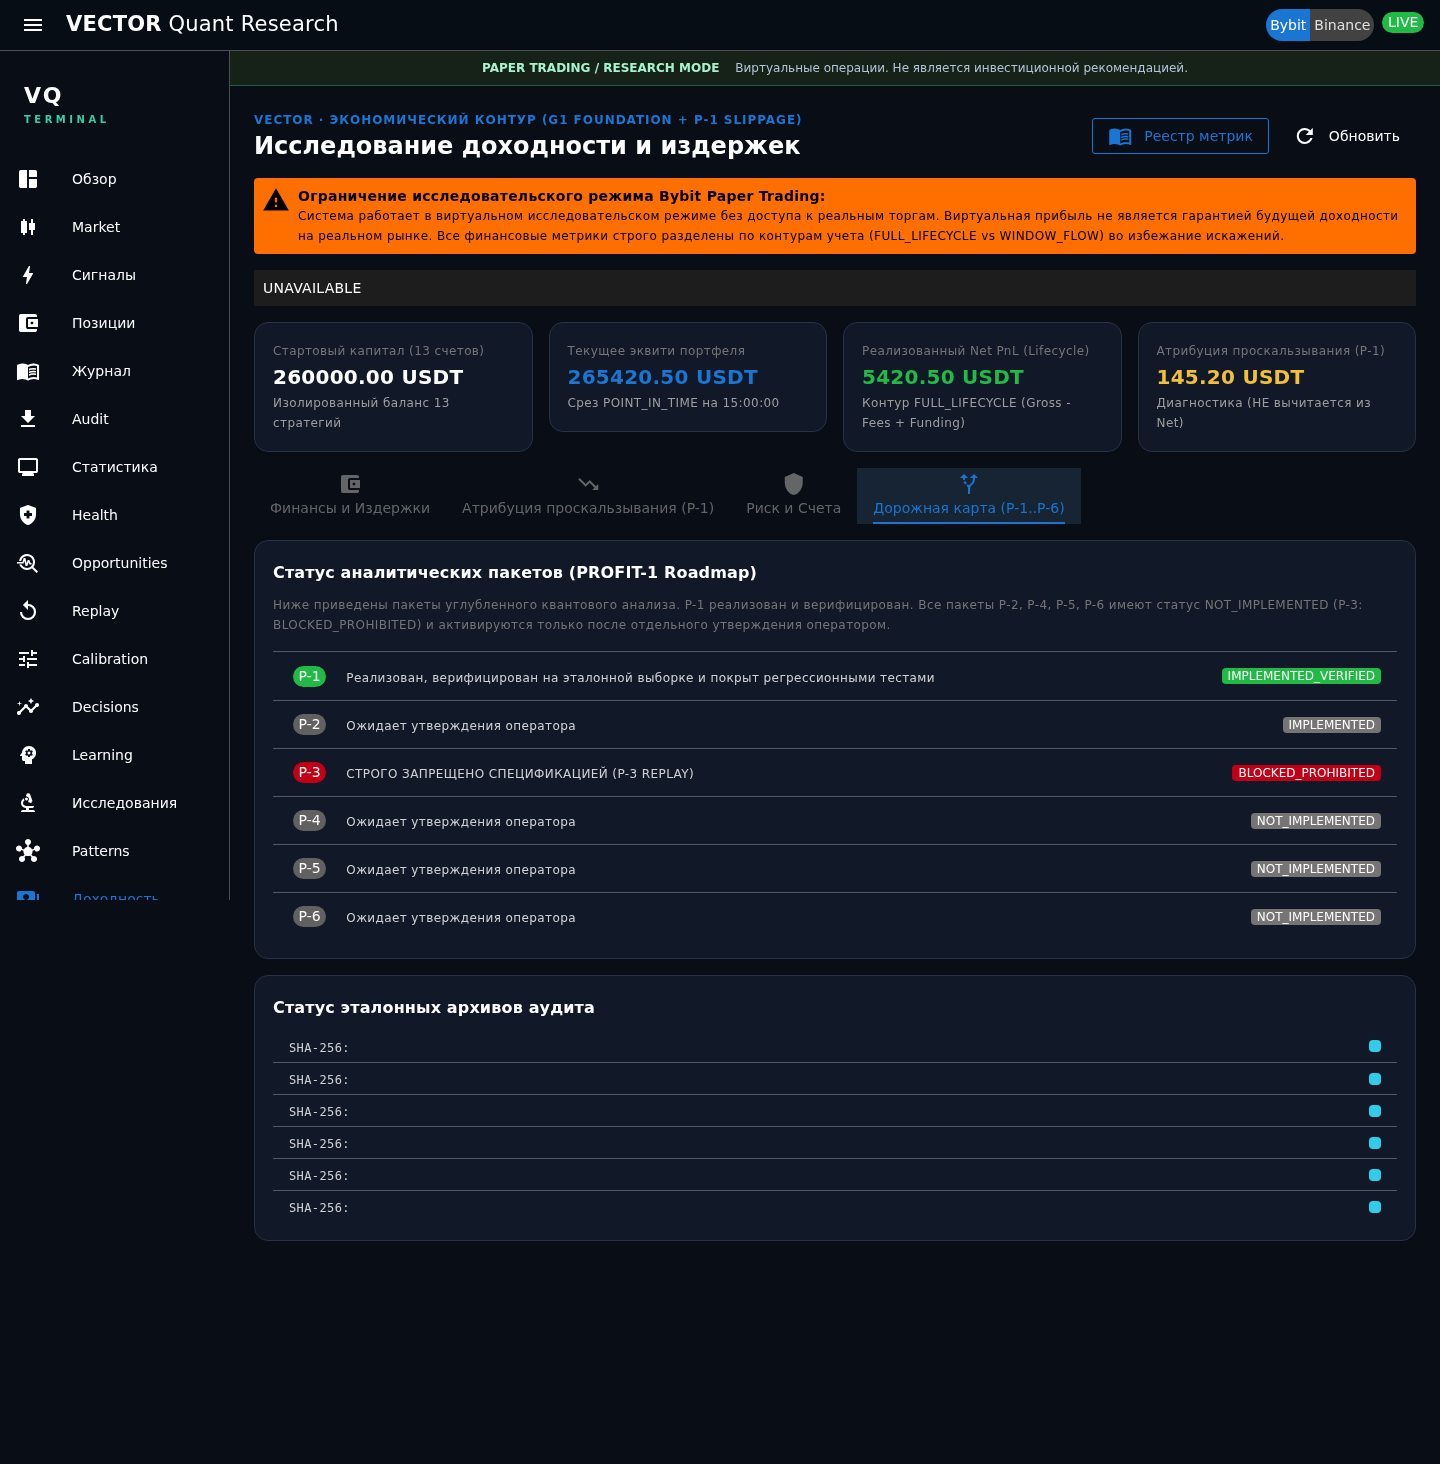 VECTOR Quant Research
Bybit
Binance
LIVE
VQ
TERMINAL
Обзор
Market
Сигналы
Позиции
Журнал
Audit
Статистика
Health
Opportunities
Replay
Calibration
Decisions
Learning
Исследования
Patterns
Доходность
PAPER TRADING / RESEARCH MODE Виртуальные операции. Не является инвестиционной рекомендацией.
VECTOR · ЭКОНОМИЧЕСКИЙ КОНТУР (G1 FOUNDATION + P-1 SLIPPAGE)
Исследование доходности и издержек
Реестр метрик
Обновить
Ограничение исследовательского режима Bybit Paper Trading:
Система работает в виртуальном исследовательском режиме без доступа к реальным торгам. Виртуальная прибыль не является гарантией будущей доходности
на реальном рынке. Все финансовые метрики строго разделены по контурам учета (FULL_LIFECYCLE vs WINDOW_FLOW) во избежание искажений.
UNAVAILABLE
Стартовый капитал (13 счетов)
260000.00 USDT
Изолированный баланс 13
стратегий
Текущее эквити портфеля
265420.50 USDT
Срез POINT_IN_TIME на 15:00:00
Реализованный Net PnL (Lifecycle)
5420.50 USDT
Контур FULL_LIFECYCLE (Gross -
Fees + Funding)
Атрибуция проскальзывания (P-1)
145.20 USDT
Диагностика (НЕ вычитается из
Net)
Финансы и Издержки
Атрибуция проскальзывания (P-1)
Риск и Счета
Дорожная карта (P-1..P-6)
Статус аналитических пакетов (PROFIT-1 Roadmap)
Ниже приведены пакеты углубленного квантового анализа. P-1 реализован и верифицирован. Все пакеты P-2, P-4, P-5, P-6 имеют статус NOT_IMPLEMENTED (P-3:
BLOCKED_PROHIBITED) и активируются только после отдельного утверждения оператором.
P-1 Реализован, верифицирован на эталонной выборке и покрыт регрессионными тестами IMPLEMENTED_VERIFIED
P-2 Ожидает утверждения оператора IMPLEMENTED
P-3 СТРОГО ЗАПРЕЩЕНО СПЕЦИФИКАЦИЕЙ (P-3 REPLAY) BLOCKED_PROHIBITED
P-4 Ожидает утверждения оператора NOT_IMPLEMENTED
P-5 Ожидает утверждения оператора NOT_IMPLEMENTED
P-6 Ожидает утверждения оператора NOT_IMPLEMENTED
Статус эталонных архивов аудита
SHA-256:
SHA-256:
SHA-256:
SHA-256:
SHA-256:
SHA-256: